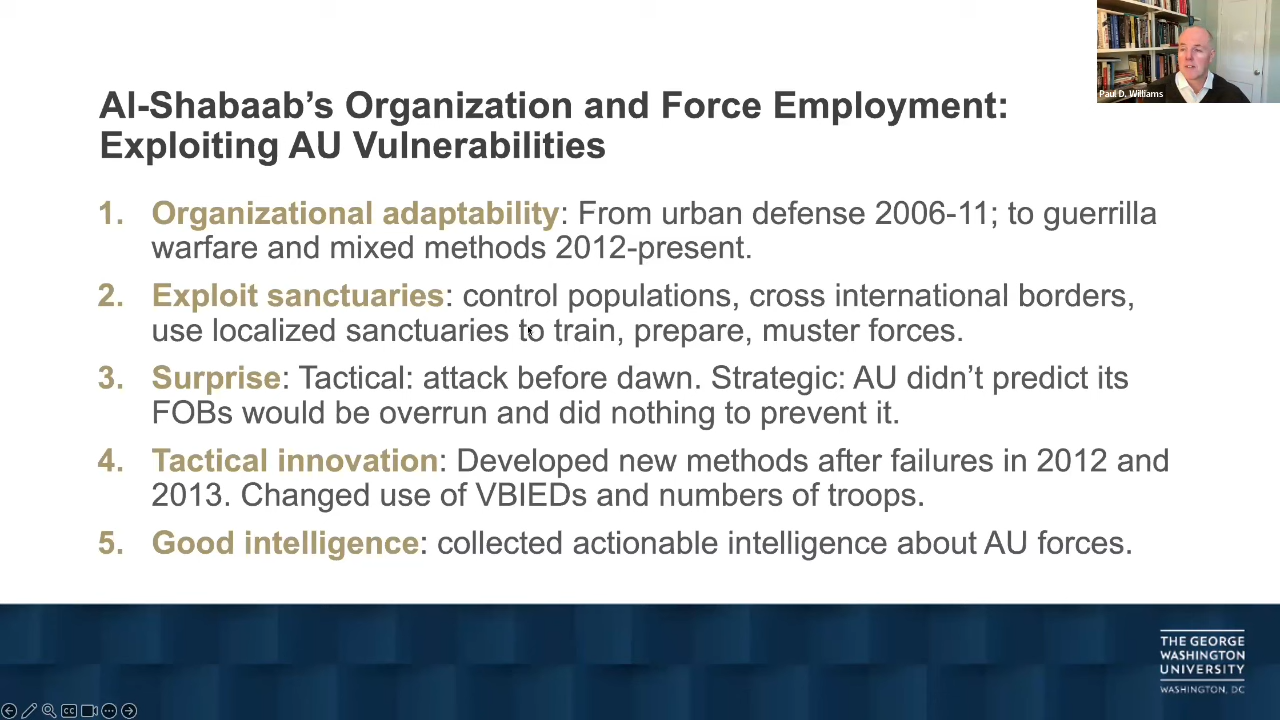 Paul D. Williams
Al-Shabaab’s Organization and Force Employment:
Exploiting AU Vulnerabilities
1. Organizational adaptability: From urban defense 2006-11; to guerrilla
warfare and mixed methods 2012-present.
2. Exploit sanctuaries: control populations, cross international borders,
use localized sanctuaries to train, prepare, muster forces.
3. Surprise: Tactical: attack before dawn. Strategic: AU didn’t predict its
FOBs would be overrun and did nothing to prevent it.
4. Tactical innovation: Developed new methods after failures in 2012 and
2013. Changed use of VBIEDs and numbers of troops.
5. Good intelligence: collected actionable intelligence about AU forces.
THE GEORGE
WASHINGTON
UNIVERSITY
WASHINGTON, DC
CC